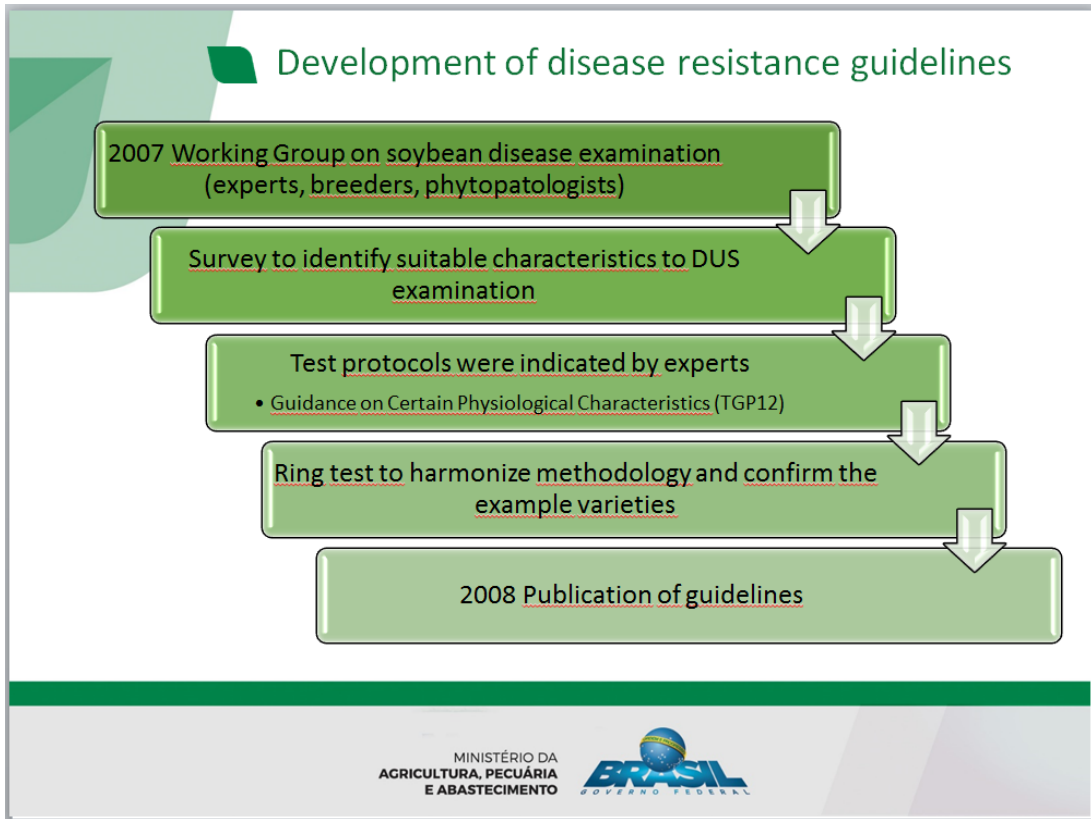 Development of disease resistance guidelines
2007 Working Group on soybean disease examination
(experts, breeders, phytopatologists)
Survey to identify suitable characteristics to DUS
examination
Test protocols were indicated by experts
• Guidance on Certain Physiological Characteristics (TGP12)
Ring test to harmonize methodology and confirm the
example varieties
2008 Publication of guidelines
MINISTÉRIO DA
AGRICULTURA, PECUÁRIA
E ABASTECIMENTO
BRASIL
GOVERNO FEDERAL